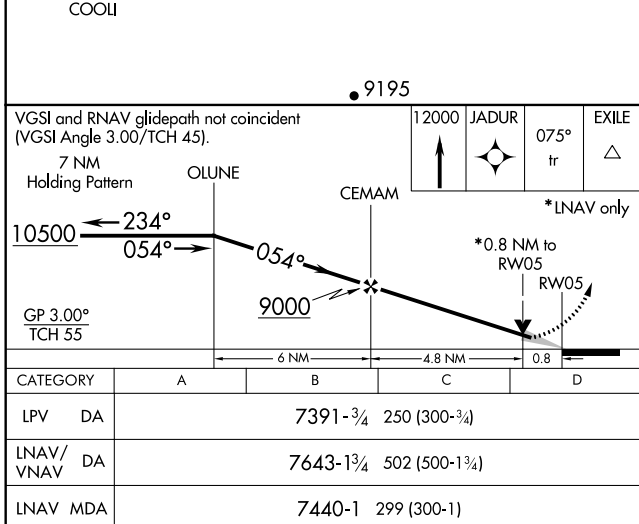 COOLI
9195
VGSI and RNAV glidepath not coincident
(VGSI Angle 3.00/TCH 45).
12000
JADUR
075°
tr
EXILE
7 NM
Holding Pattern
OLUNE
CEMAM
*LNAV only
10500
234°
054°
054°
*0.8 NM to
RW05
RW05
9000
GP 3.00°
TCH 55
6 NM
4.8 NM
0.8
CATEGORY A B C D
LPV DA 7391-¾ 250 (300-¾)
LNAV/
VNAV DA 7643-1¾ 502 (500-1¾)
LNAV MDA 7440-1 299 (300-1)